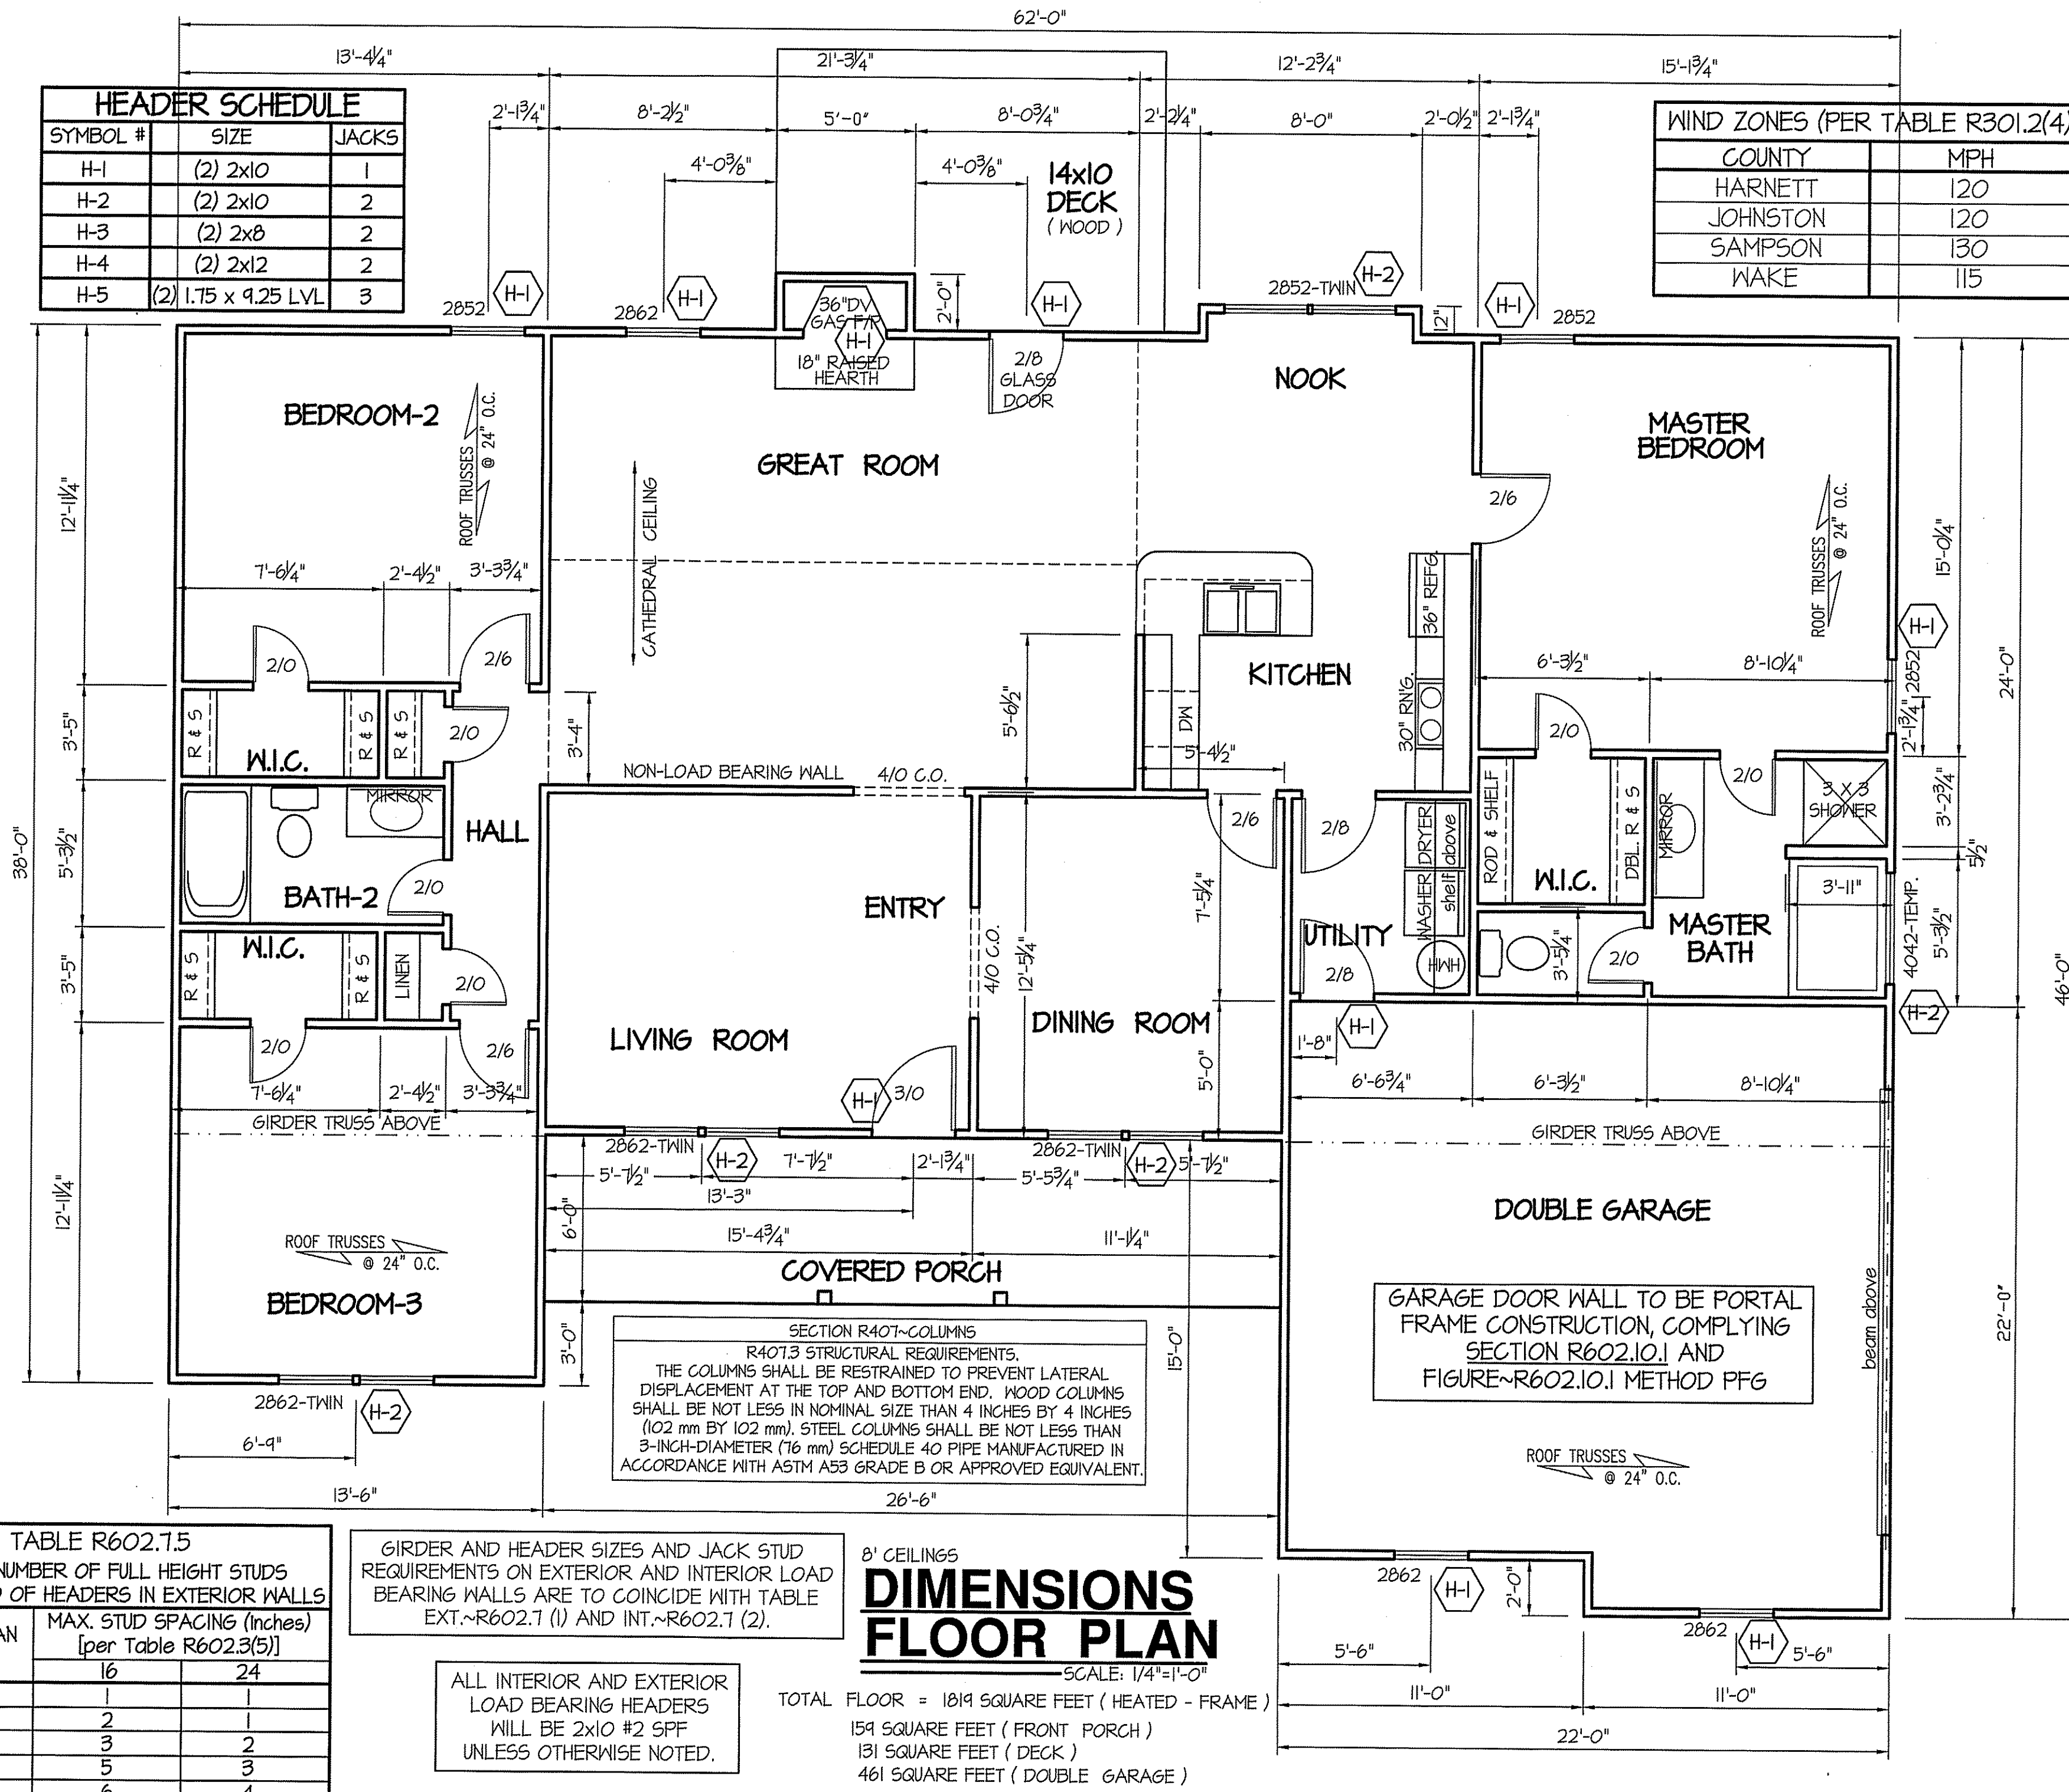 62'-0"
13'-4¼"
21'-3¼"
12'-2¾"
15'-1¾"
2'-1¾"
8'-2½"
5'-0"
8'-0¾"
2'-2¼"
8'-0"
2'-0½"
2'-1¾"
4'-0⅜"
4'-0⅜"
HEADER SCHEDULE
SYMBOL # SIZE JACKS
H-1 (2) 2x10 1
H-2 (2) 2x10 2
H-3 (2) 2x8 2
H-4 (2) 2x12 2
H-5 (2) 1.75 x 9.25 LVL 3
WIND ZONES (PER TABLE R301.2(4)
COUNTY MPH
HARNETT 120
JOHNSTON 120
SAMPSON 130
WAKE 115
14x10
DECK
( WOOD )
2852
H-1
2862
H-1
36" DV
GAS F/P
H-1
18" RAISED
HEARTH
2'-0"
H-1
2/8
GLASS
DOOR
2852-TWIN
H-2
12"
H-1
2852
BEDROOM-2
ROOF TRUSSES
@ 24" O.C.
GREAT ROOM
CATHEDRAL CEILING
NOOK
MASTER
BEDROOM
2/6
ROOF TRUSSES
@ 24" O.C.
12'-11¼"
15'-0¼"
24'-0"
7'-6¼"
2'-4½"
3'-3¾"
2/0
2/6
36" REFG.
KITCHEN
30" RN'G.
DW
5'-4½"
5'-6½"
3'-4"
6'-3½"
8'-10¼"
H-1
2852
2'-1¾"
2/0
2/0
3'-5"
R & S
W.I.C.
R & S
R & S
2/0
NON-LOAD BEARING WALL
4/0 C.O.
38'-0"
5'-3½"
MIRROR
HALL
BATH-2
2/0
2/6
2/8
DRYER
WASHER
shelf above
ROD & SHELF
W.I.C.
DBL. R & S
MIRROR
3 X 3
SHOWER
3'-2¾"
5½"
3'-11"
4042-TEMP.
5'-3½"
ENTRY
4/0 C.O.
12'-5¼"
7'-5¼"
UTILITY
2/8
HWH
3'-5¼"
2/0
MASTER
BATH
H-2
46'-0"
3'-5"
R & S
W.I.C.
R & S
LINEN
2/0
LIVING ROOM
DINING ROOM
5'-0"
H-1
1'-8"
2/0
2/6
7'-6¼"
2'-4½"
3'-3¾"
GIRDER TRUSS ABOVE
H-1
3/0
6'-6¾"
6'-3½"
8'-10¼"
GIRDER TRUSS ABOVE
2862-TWIN
H-2
2862-TWIN
H-2
5'-7½"
7'-7½"
2'-1¾"
5'-5¾"
5'-7½"
13'-3"
15'-4¾"
11'-1¼"
6'-0"
12'-11¼"
ROOF TRUSSES
@ 24" O.C.
BEDROOM-3
COVERED PORCH
DOUBLE GARAGE
GARAGE DOOR WALL TO BE PORTAL
FRAME CONSTRUCTION, COMPLYING
SECTION R602.10.1 AND
FIGURE~R602.10.1 METHOD PFG
beam above
22'-0"
3'-0"
15'-0"
SECTION R407~COLUMNS
R407.3 STRUCTURAL REQUIREMENTS.
THE COLUMNS SHALL BE RESTRAINED TO PREVENT LATERAL
DISPLACEMENT AT THE TOP AND BOTTOM END. WOOD COLUMNS
SHALL BE NOT LESS IN NOMINAL SIZE THAN 4 INCHES BY 4 INCHES
(102 mm BY 102 mm). STEEL COLUMNS SHALL BE NOT LESS THAN
3-INCH-DIAMETER (76 mm) SCHEDULE 40 PIPE MANUFACTURED IN
ACCORDANCE WITH ASTM A53 GRADE B OR APPROVED EQUIVALENT.
2862-TWIN
H-2
6'-9"
13'-6"
26'-6"
ROOF TRUSSES
@ 24" O.C.
TABLE R602.7.5
NUMBER OF FULL HEIGHT STUDS
OF HEADERS IN EXTERIOR WALLS
MAX. STUD SPACING (inches)
[per Table R602.3(5)]
16 24
1 1
2 1
3 2
5 3
6 4
GIRDER AND HEADER SIZES AND JACK STUD
REQUIREMENTS ON EXTERIOR AND INTERIOR LOAD
BEARING WALLS ARE TO COINCIDE WITH TABLE
EXT.~R602.7 (1) AND INT.~R602.7 (2).
ALL INTERIOR AND EXTERIOR
LOAD BEARING HEADERS
WILL BE 2x10 #2 SPF
UNLESS OTHERWISE NOTED.
8' CEILINGS
DIMENSIONS
FLOOR PLAN
SCALE: 1/4"=1'-0"
TOTAL FLOOR = 1819 SQUARE FEET ( HEATED - FRAME )
159 SQUARE FEET ( FRONT PORCH )
131 SQUARE FEET ( DECK )
461 SQUARE FEET ( DOUBLE GARAGE )
2862
H-1
2'-0"
2862
H-1
5'-6"
5'-6"
11'-0"
11'-0"
22'-0"